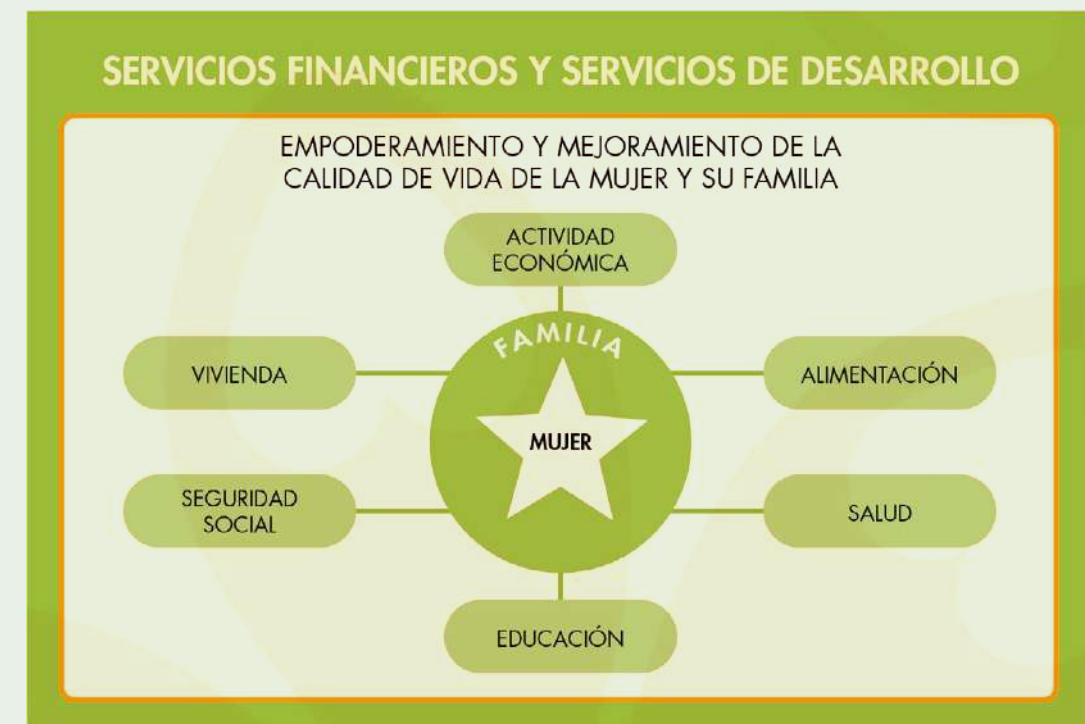 SERVICIOS FINANCIEROS Y SERVICIOS DE DESARROLLO
EMPODERAMIENTO Y MEJORAMIENTO DE LA
CALIDAD DE VIDA DE LA MUJER Y SU FAMILIA
ACTIVIDAD
ECONÓMICA
FAMILIA
VIVIENDA
ALIMENTACIÓN
MUJER
SEGURIDAD
SOCIAL
SALUD
EDUCACIÓN